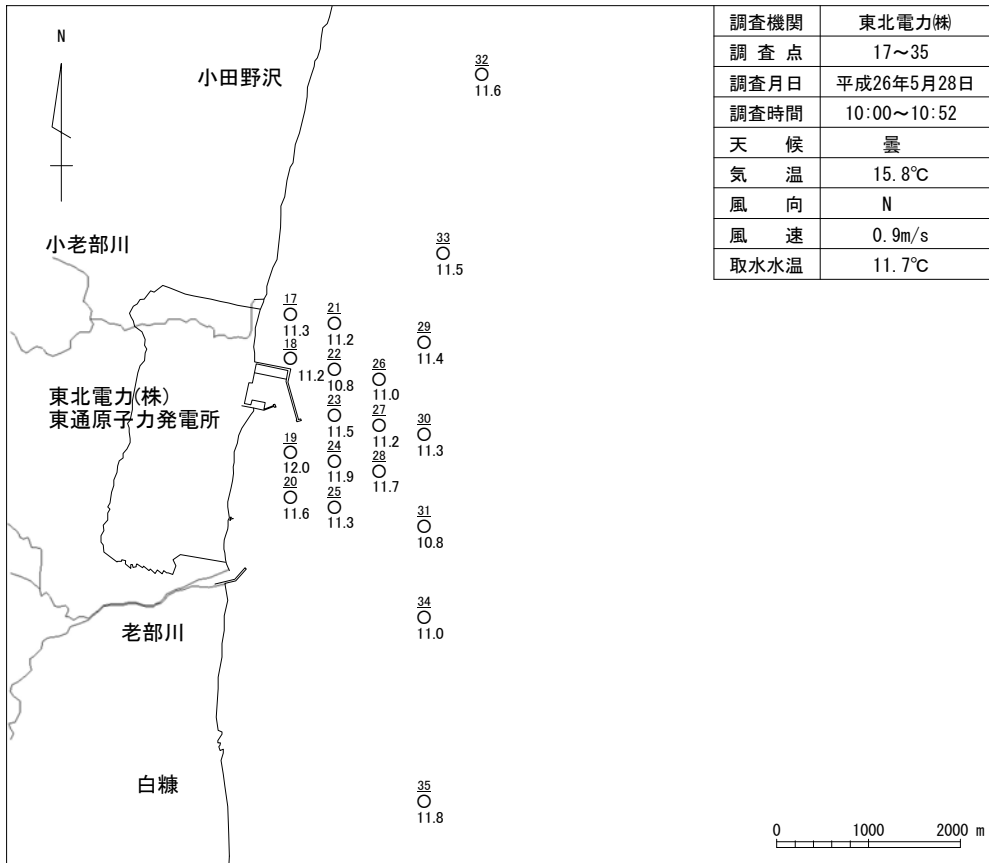 調査機関 東北電力㈱
調査点 17～35
調査月日 平成26年5月28日
調査時間 10:00～10:52
天候 曇
気温 15.8℃
風向 N
風速 0.9m/s
取水水温 11.7℃
N
小田野沢
32
11.6
小老部川
33
11.5
17
11.3
21
11.2
18
11.2
29
11.4
22
10.8
26
11.0
東北電力(株)
東通原子力発電所
23
11.5
27
11.2
30
11.3
19
12.0
24
11.9
28
11.7
20
11.6
25
11.3
31
10.8
34
11.0
老部川
白糠
35
11.8
0 1000 2000 m